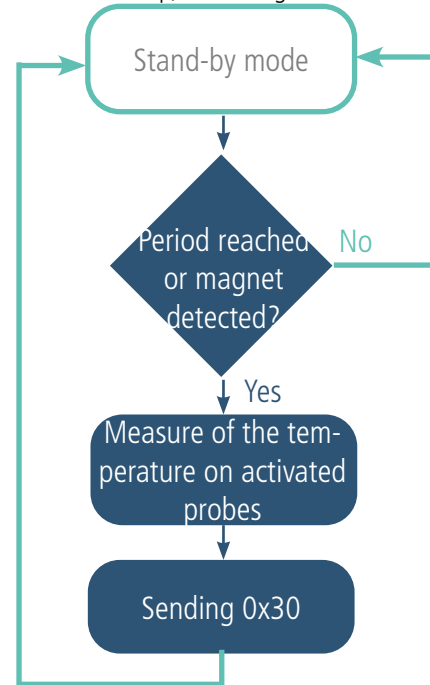 Stand-by mode
Period reached
or magnet
detected?
No
Yes
Measure of the tem-
perature on activated
probes
Sending 0x30